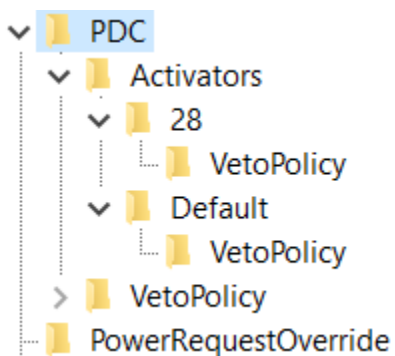 PDC
Activators
28
VetoPolicy
Default
VetoPolicy
VetoPolicy
PowerRequestOverride